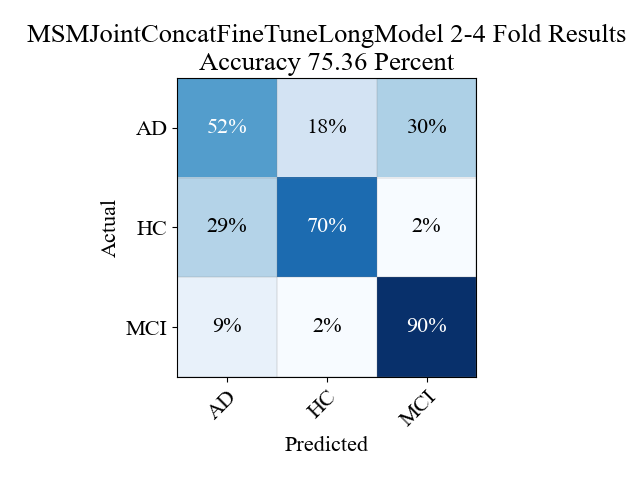 MSMJointConcatFineTuneLongModel 2-4 Fold Results
Accuracy 75.36 Percent
AD 52% 18% 30%
Actual
HC 29% 70% 2%
MCI 9% 2% 90%
AD HC MCI
Predicted